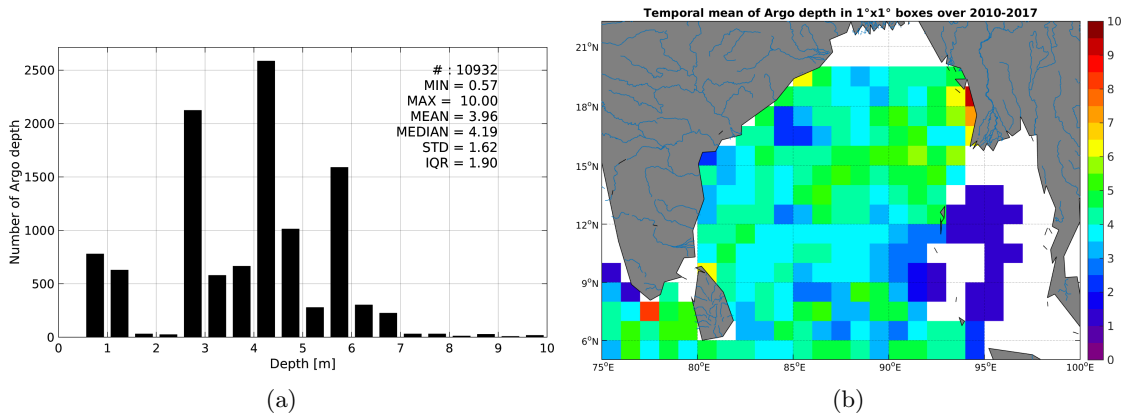 2500
2000
1500
1000
500
0
0 1 2 3 4 5 6 7 8 9 10
Number of Argo depth
Depth [m]
# : 10932
MIN = 0.57
MAX = 10.00
MEAN = 3.96
MEDIAN = 4.19
STD = 1.62
IQR = 1.90
(a)
Temporal mean of Argo depth in 1°x1° boxes over 2010-2017
21°N
18°N
15°N
12°N
9°N
6°N
75°E 80°E 85°E 90°E 95°E 100°E
10
9
8
7
6
5
4
3
2
1
0
(b)